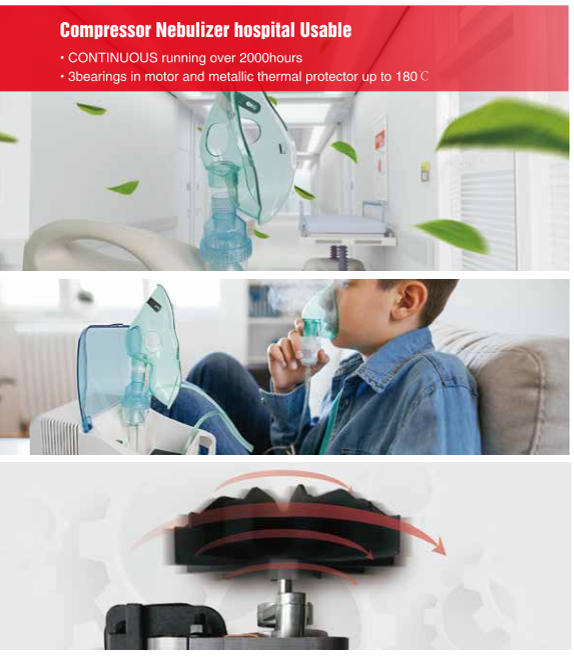 Compressor Nebulizer hospital Usable
• CONTINUOUS running over 2000hours
• 3bearings in motor and metallic thermal protector up to 180℃